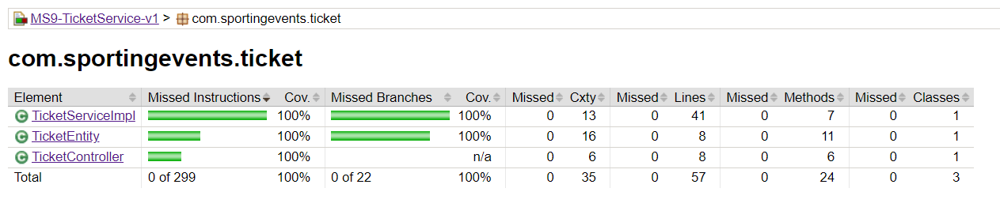 MS9-TicketService-v1 > com.sportingevents.ticket
com.sportingevents.ticket
Element Missed Instructions Cov. Missed Branches Cov. Missed Cxty Missed Lines Missed Methods Missed Classes
C TicketServiceImpl 100% 100% 0 13 0 41 0 7 0 1
C TicketEntity 100% 100% 0 16 0 8 0 11 0 1
C TicketController 100% n/a 0 6 0 8 0 6 0 1
Total 0 of 299 100% 0 of 22 100% 0 35 0 57 0 24 0 3